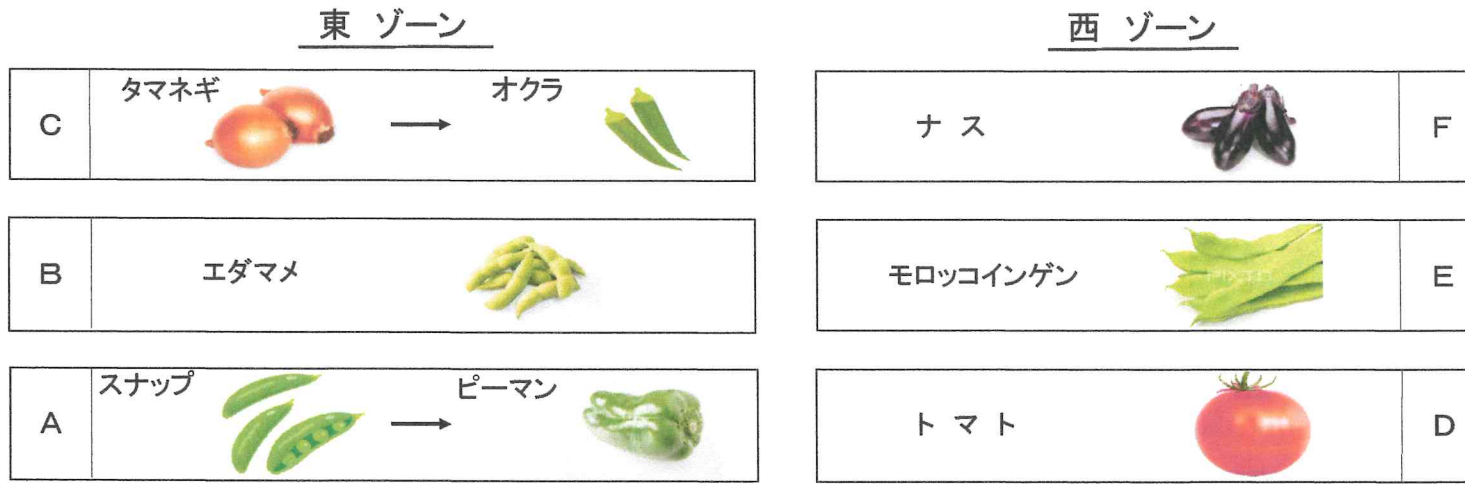 東 ゾーン
C
タマネギ → オクラ
B
エダマメ
A
スナップ → ピーマン
西 ゾーン
ナ ス
F
モロッコインゲン
PIXTA
E
ト マ ト
D